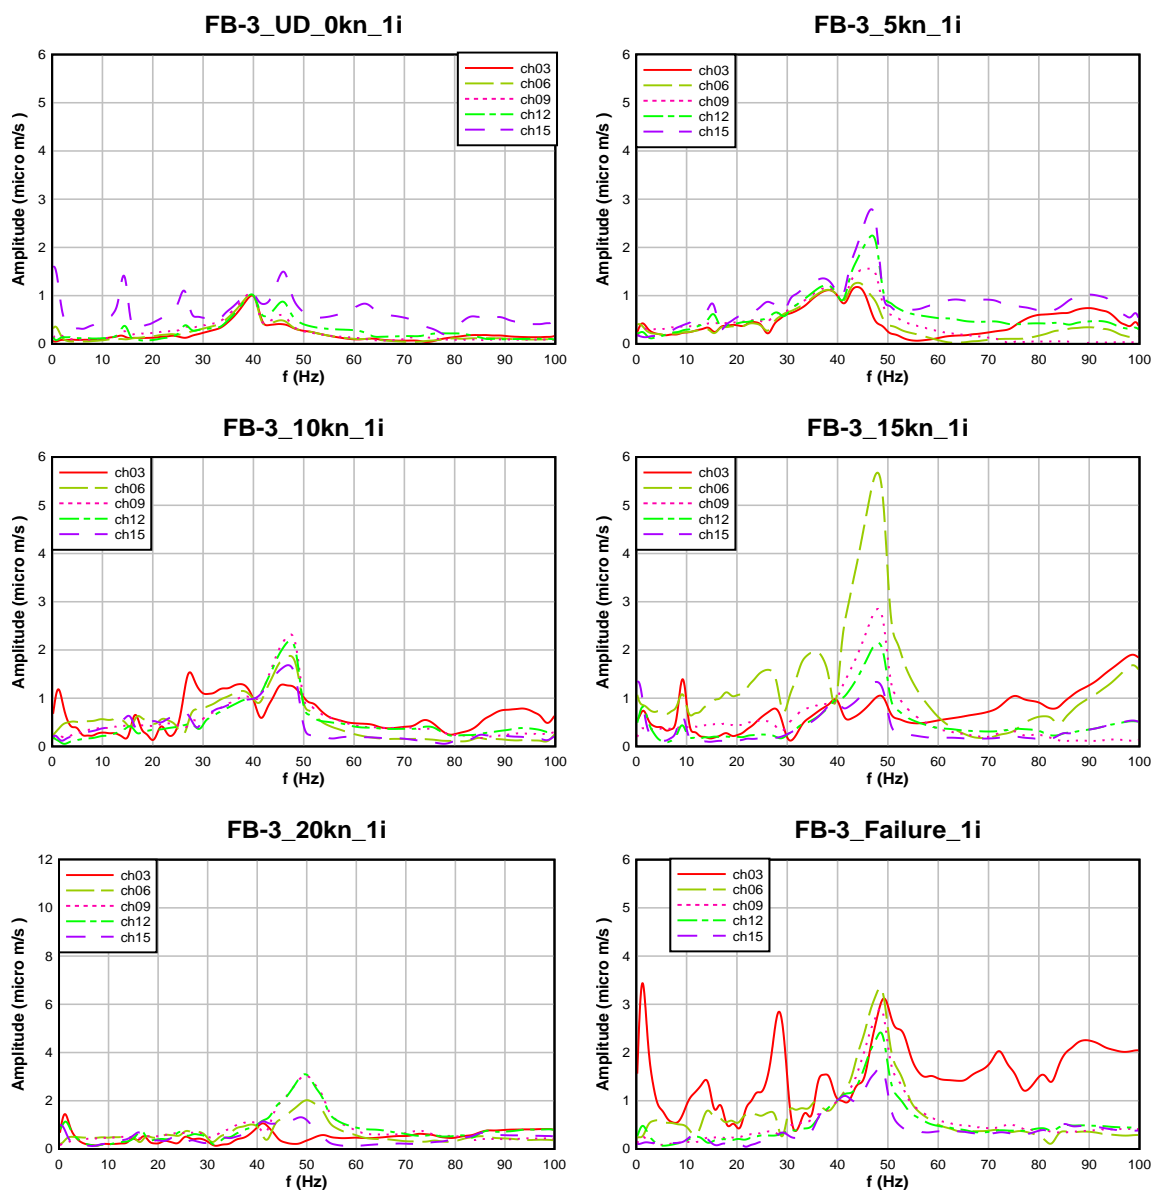 FB-3_UD_0kn_1i
Amplitude (micro m/s )
6
5
4
3
2
1
0
ch03
ch06
ch09
ch12
ch15
0 10 20 30 40 50 60 70 80 90 100
f (Hz)
FB-3_5kn_1i
Amplitude (micro m/s )
6
5
4
3
2
1
0
ch03
ch06
ch09
ch12
ch15
0 10 20 30 40 50 60 70 80 90 100
f (Hz)
FB-3_10kn_1i
Amplitude (micro m/s )
6
5
4
3
2
1
0
ch03
ch06
ch09
ch12
ch15
0 10 20 30 40 50 60 70 80 90 100
f (Hz)
FB-3_15kn_1i
Amplitude (micro m/s )
6
5
4
3
2
1
0
ch03
ch06
ch09
ch12
ch15
0 10 20 30 40 50 60 70 80 90 100
f (Hz)
FB-3_20kn_1i
Amplitude (micro m/s )
12
10
8
6
4
2
0
ch03
ch06
ch09
ch12
ch15
0 10 20 30 40 50 60 70 80 90 100
f (Hz)
FB-3_Failure_1i
Amplitude (micro m/s )
6
5
4
3
2
1
0
ch03
ch06
ch09
ch12
ch15
0 10 20 30 40 50 60 70 80 90 100
f (Hz)